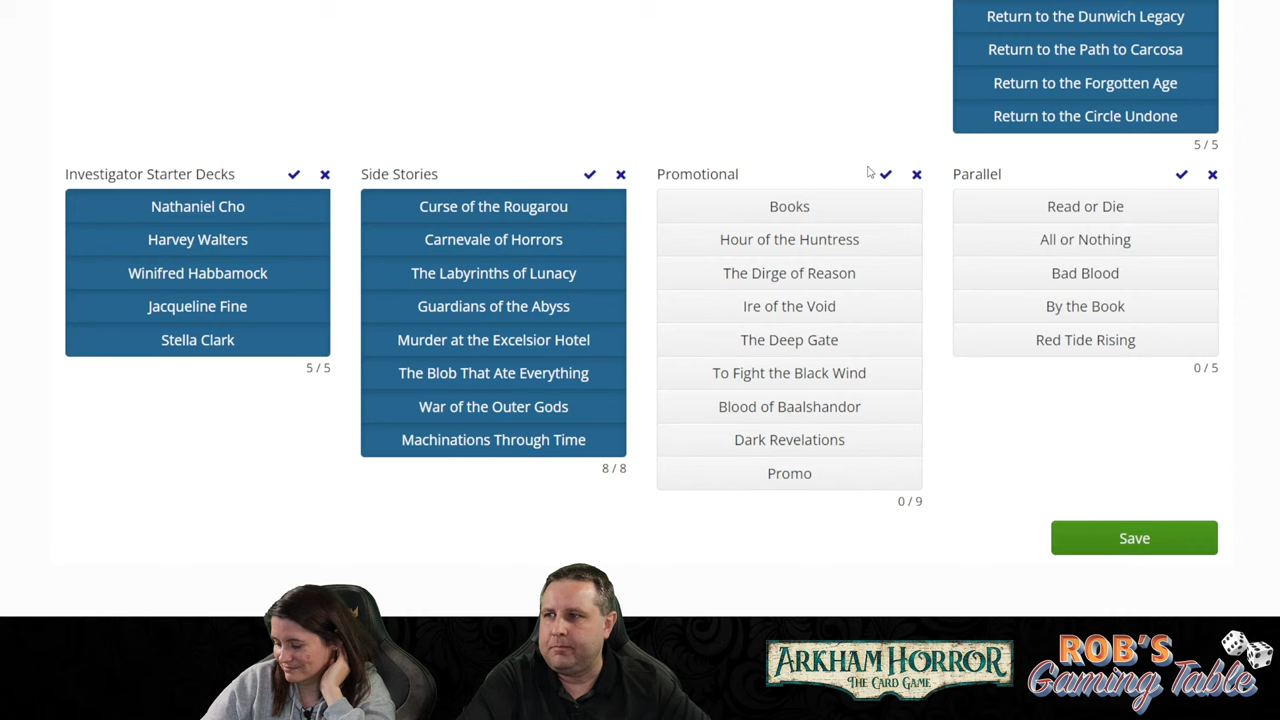 Return to the Dunwich Legacy
Return to the Path to Carcosa
Return to the Forgotten Age
Return to the Circle Undone
5 / 5
Investigator Starter Decks
Nathaniel Cho
Harvey Walters
Winifred Habbamock
Jacqueline Fine
Stella Clark
5 / 5
Side Stories
Curse of the Rougarou
Carnevale of Horrors
The Labyrinths of Lunacy
Guardians of the Abyss
Murder at the Excelsior Hotel
The Blob That Ate Everything
War of the Outer Gods
Machinations Through Time
8 / 8
Promotional
Books
Hour of the Huntress
The Dirge of Reason
Ire of the Void
The Deep Gate
To Fight the Black Wind
Blood of Baalshandor
Dark Revelations
Promo
0 / 9
Parallel
Read or Die
All or Nothing
Bad Blood
By the Book
Red Tide Rising
0 / 5
Save
ARKHAM HORROR
THE CARD GAME
ROB'S
Gaming Table